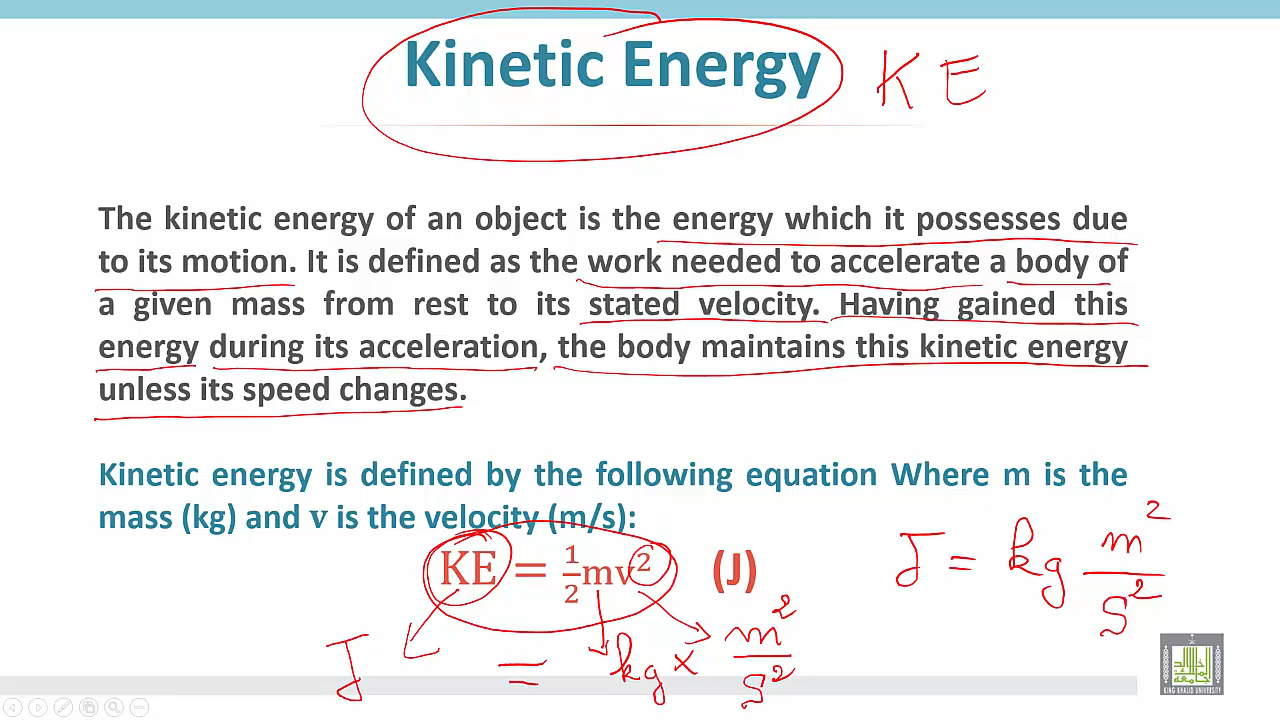 Kinetic Energy KE
The kinetic energy of an object is the energy which it possesses due
to its motion. It is defined as the work needed to accelerate a body of
a given mass from rest to its stated velocity. Having gained this
energy during its acceleration, the body maintains this kinetic energy
unless its speed changes.
Kinetic energy is defined by the following equation Where m is the
mass (kg) and v is the velocity (m/s):
KE = ½mv² (J)
J = kg m²/s²
J = kg × m²/s²
KING KHALID UNIVERSITY